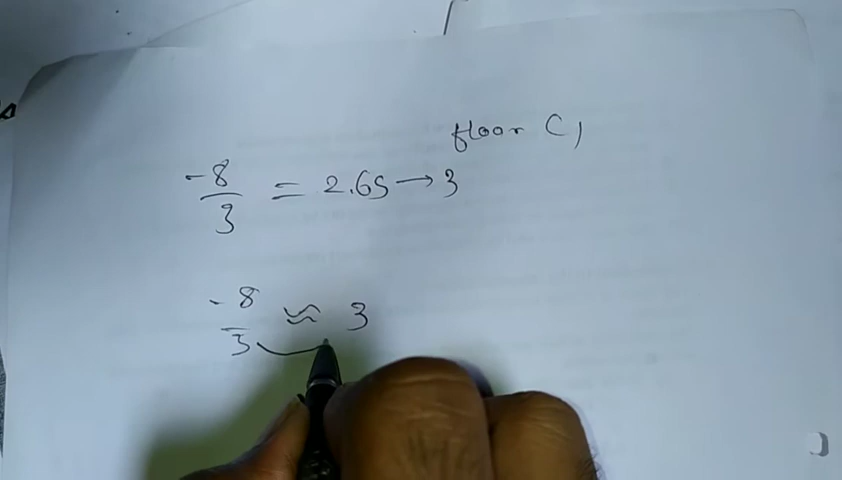 floor ()
-8/3 = 2.65 → 3
-8/3 ≈ 3